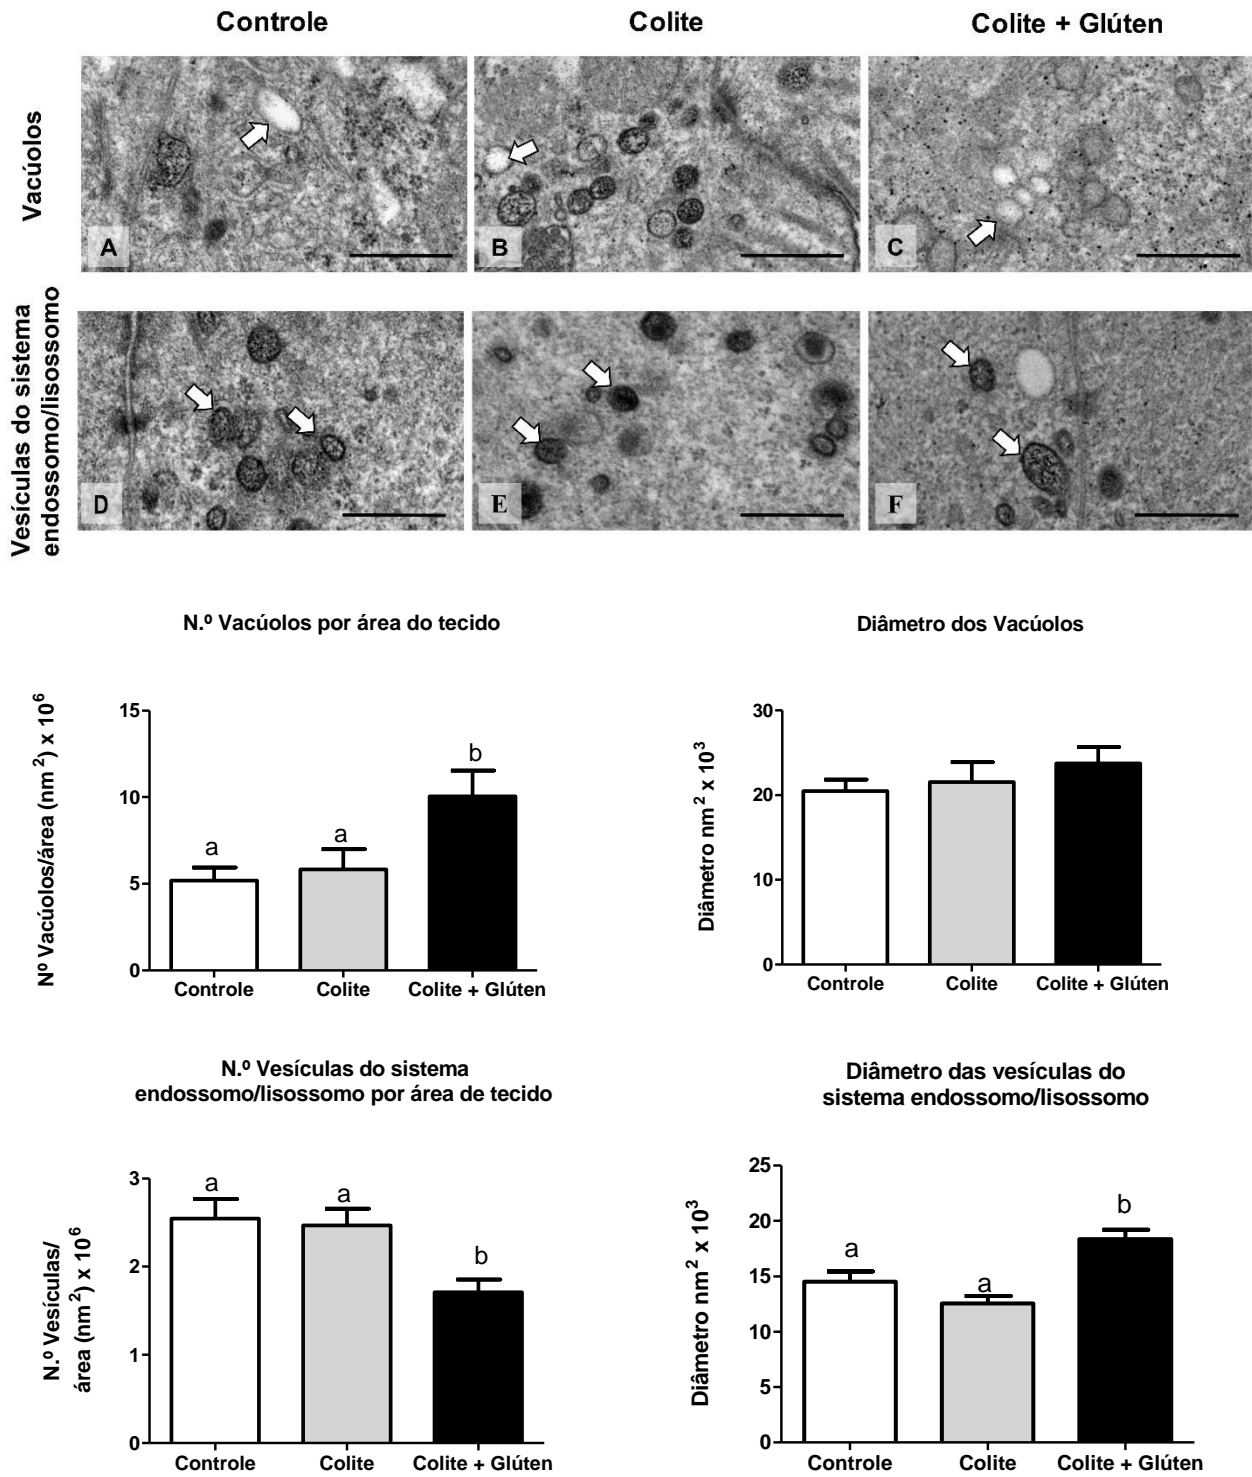 Controle
Colite
Colite + Glúten
Vacúolos
A
B
C
Vesículas do sistema
endossomo/lisossomo
D
E
F
N.º Vacúolos por área do tecido
Nº Vacúolos/área (nm²) x 10⁶
15
10
5
0
a
a
b
Controle
Colite
Colite + Glúten
Diâmetro dos Vacúolos
Diâmetro nm² x 10³
30
20
10
0
Controle
Colite
Colite + Glúten
N.º Vesículas do sistema
endossomo/lisossomo por área de tecido
N.º Vesículas/
área (nm²) x 10⁶
3
2
1
0
a
a
b
Controle
Colite
Colite + Glúten
Diâmetro das vesículas do
sistema endossomo/lisossomo
Diâmetro nm² x 10³
25
20
15
10
5
0
a
a
b
Controle
Colite
Colite + Glúten